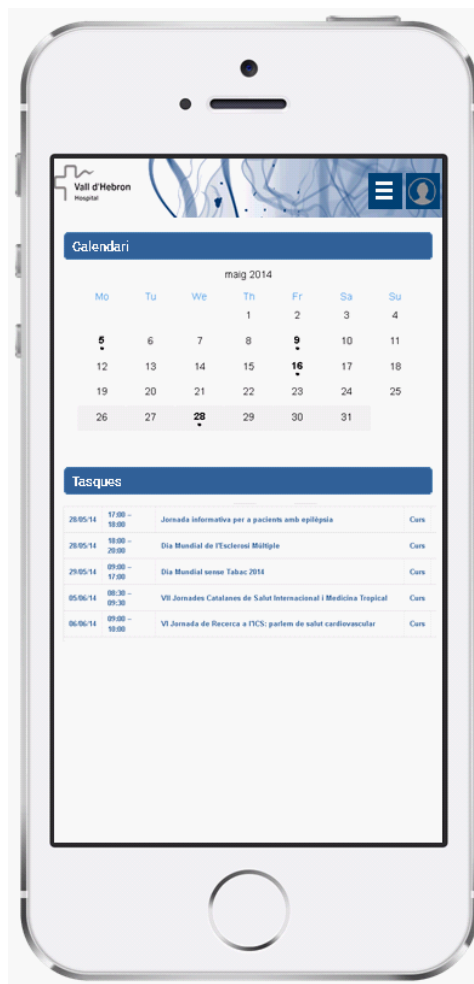 Vall d'Hebron
Hospital
Calendari
maig 2014
Mo Tu We Th Fr Sa Su
1 2 3 4
5 6 7 8 9 10 11
12 13 14 15 16 17 18
19 20 21 22 23 24 25
26 27 28 29 30 31
Tasques
28/05/14 17:00 – 18:00 Jornada informativa per a pacients amb epilèpsia Curs
28/05/14 18:00 – 20:00 Dia Mundial de l'Esclerosi Múltiple Curs
29/05/14 09:00 – 17:00 Dia Mundial sense Tabac 2014 Curs
05/06/14 08:30 – 09:30 VII Jornades Catalanes de Salut Internacional i Medicina Tropical Curs
06/06/14 09:00 – 10:00 VI Jornada de Recerca a l'ICS: parlem de salut cardiovascular Curs